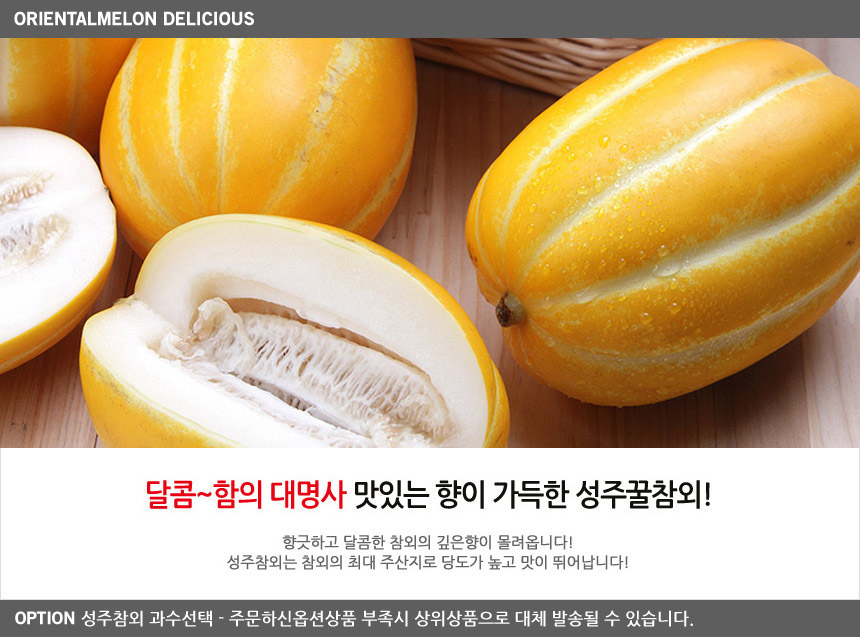 ORIENTALMELON DELICIOUS
달콤~함의 대명사 맛있는 향이 가득한 성주꿀참외!
향긋하고 달콤한 참외의 깊은향이 몰려옵니다!
성주참외는 참외의 최대 주산지로 당도가 높고 맛이 뛰어납니다!
OPTION 성주참외 과수선택 - 주문하신옵션상품 부족시 상위상품으로 대체 발송될 수 있습니다.